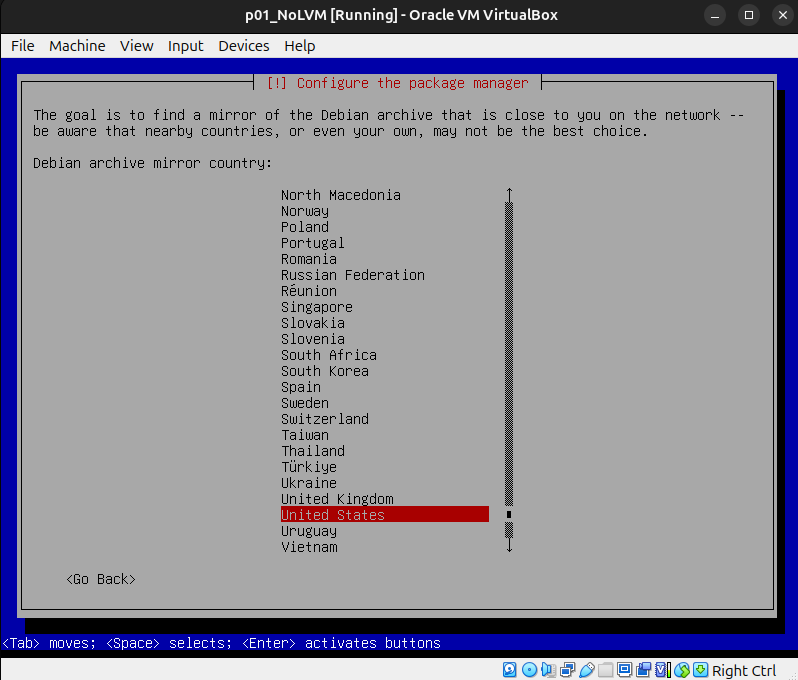 p01_NoLVM [Running] - Oracle VM VirtualBox
File Machine View Input Devices Help
[!] Configure the package manager
The goal is to find a mirror of the Debian archive that is close to you on the network --
be aware that nearby countries, or even your own, may not be the best choice.
Debian archive mirror country:
North Macedonia
Norway
Poland
Portugal
Romania
Russian Federation
Réunion
Singapore
Slovakia
Slovenia
South Africa
South Korea
Spain
Sweden
Switzerland
Taiwan
Thailand
Türkiye
Ukraine
United Kingdom
United States
Uruguay
Vietnam
<Go Back>
<Tab> moves; <Space> selects; <Enter> activates buttons
Right Ctrl